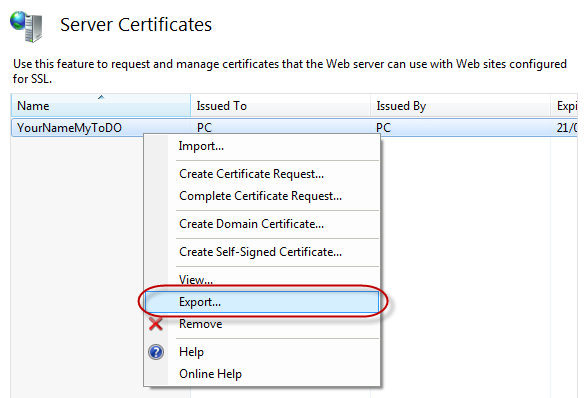 Server Certificates
Use this feature to request and manage certificates that the Web server can use with Web sites configured
for SSL.
Name Issued To Issued By Expi
YourNameMyToDO PC PC 21/0
Import...
Create Certificate Request...
Complete Certificate Request...
Create Domain Certificate...
Create Self-Signed Certificate...
View...
Export...
Remove
Help
Online Help